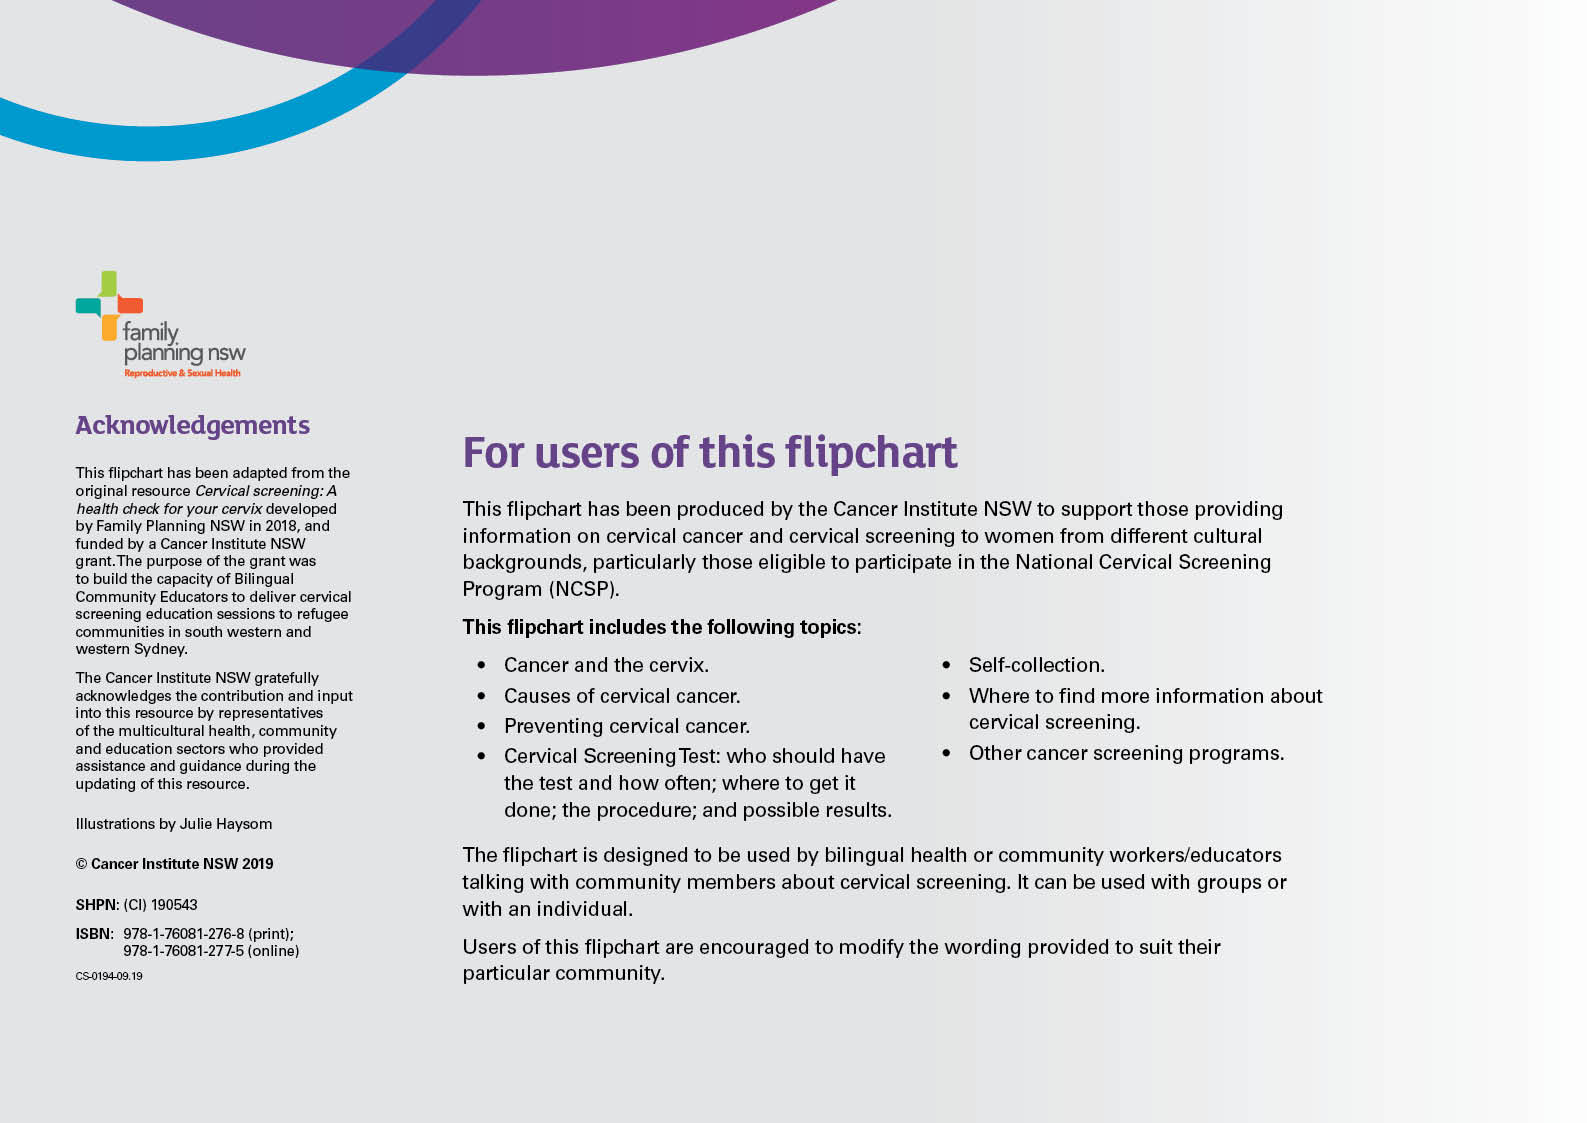 family
planning nsw
Reproductive & Sexual Health
Acknowledgements
This flipchart has been adapted from the
original resource Cervical screening: A
health check for your cervix developed
by Family Planning NSW in 2018, and
funded by a Cancer Institute NSW
grant. The purpose of the grant was
to build the capacity of Bilingual
Community Educators to deliver cervical
screening education sessions to refugee
communities in south western and
western Sydney.
The Cancer Institute NSW gratefully
acknowledges the contribution and input
into this resource by representatives
of the multicultural health, community
and education sectors who provided
assistance and guidance during the
updating of this resource.
Illustrations by Julie Haysom
© Cancer Institute NSW 2019
SHPN: (CI) 190543
ISBN: 978-1-76081-276-8 (print);
978-1-76081-277-5 (online)
CS-0194-09.19
For users of this flipchart
This flipchart has been produced by the Cancer Institute NSW to support those providing
information on cervical cancer and cervical screening to women from different cultural
backgrounds, particularly those eligible to participate in the National Cervical Screening
Program (NCSP).
This flipchart includes the following topics:
• Cancer and the cervix.
• Causes of cervical cancer.
• Preventing cervical cancer.
• Cervical Screening Test: who should have
the test and how often; where to get it
done; the procedure; and possible results.
• Self-collection.
• Where to find more information about
cervical screening.
• Other cancer screening programs.
The flipchart is designed to be used by bilingual health or community workers/educators
talking with community members about cervical screening. It can be used with groups or
with an individual.
Users of this flipchart are encouraged to modify the wording provided to suit their
particular community.